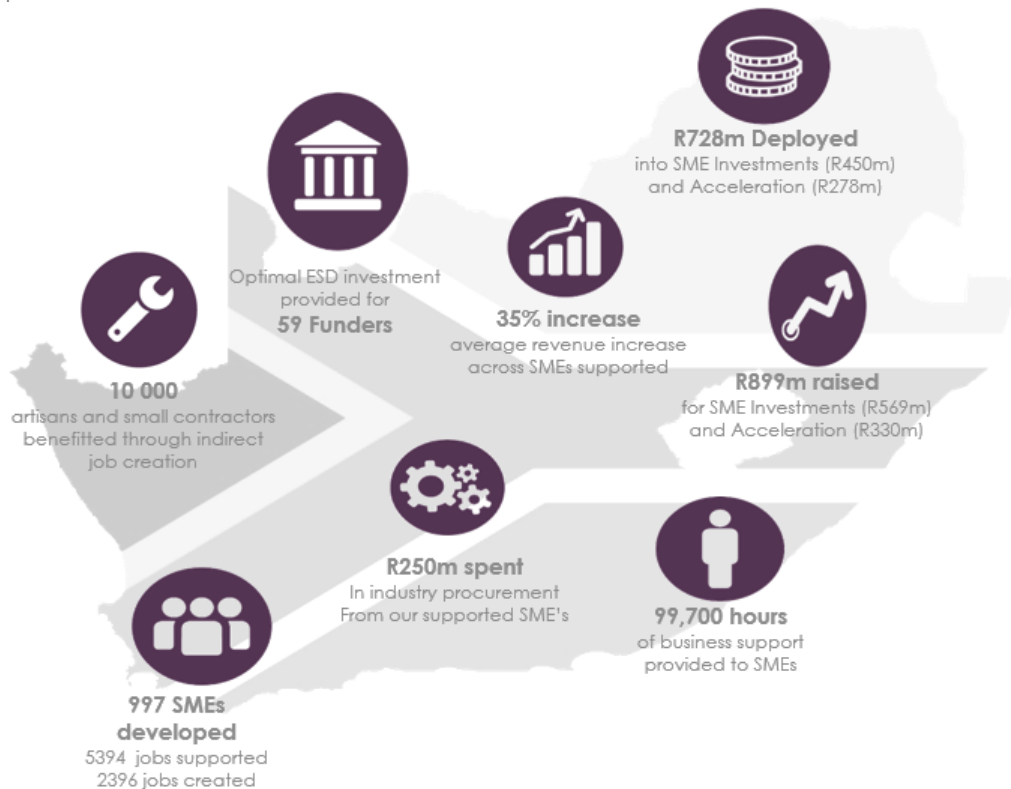 R728m Deployed
into SME Investments (R450m)
and Acceleration (R278m)
Optimal ESD investment
provided for
59 Funders
35% increase
average revenue increase
across SMEs supported
R899m raised
for SME Investments (R569m)
and Acceleration (R330m)
10 000
artisans and small contractors
benefitted through indirect
job creation
R250m spent
In industry procurement
From our supported SME's
99,700 hours
of business support
provided to SMEs
997 SMEs
developed
5394 jobs supported
2396 jobs created